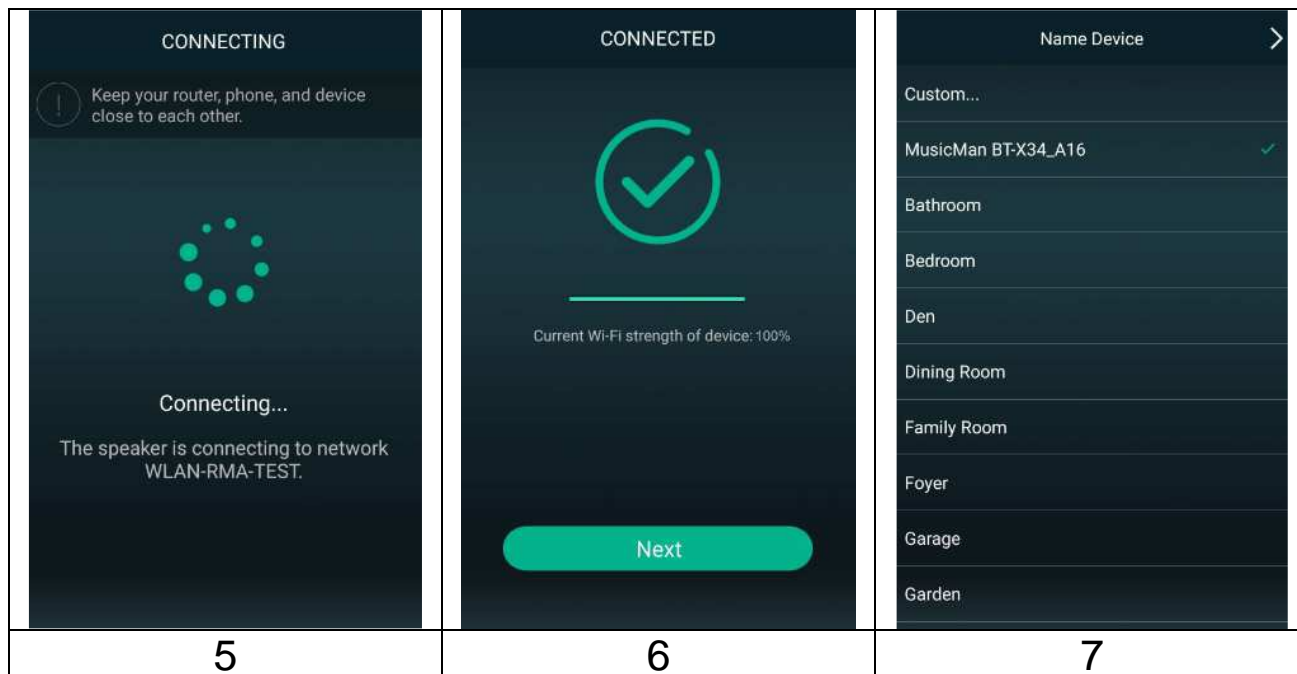 CONNECTING
Keep your router, phone, and device
close to each other.
Connecting...
The speaker is connecting to network
WLAN-RMA-TEST.
5
CONNECTED
Current Wi-Fi strength of device: 100%
Next
6
Name Device
Custom...
MusicMan BT-X34_A16
Bathroom
Bedroom
Den
Dining Room
Family Room
Foyer
Garage
Garden
7